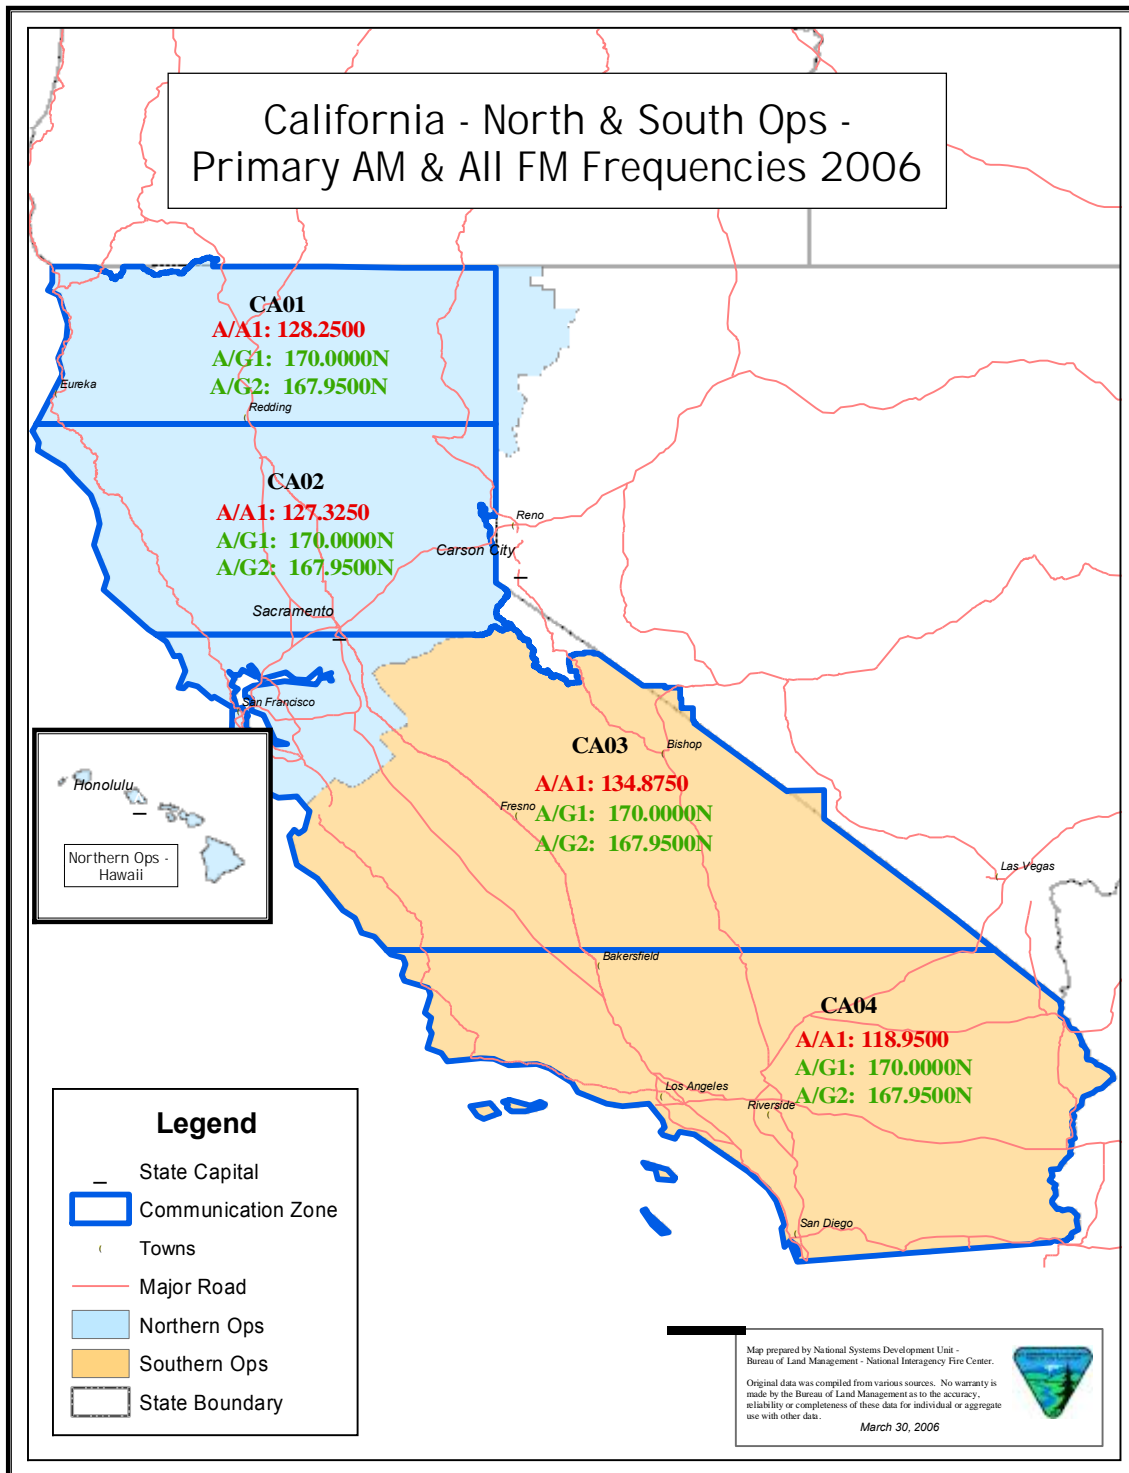 California - North & South Ops -
Primary AM & All FM Frequencies 2006
CA01
A/A1: 128.2500
A/G1: 170.0000N
A/G2: 167.9500N
Eureka
Redding
CA02
A/A1: 127.3250
A/G1: 170.0000N
A/G2: 167.9500N
Reno
Carson City
Sacramento
San Francisco
CA03
Bishop
A/A1: 134.8750
A/G1: 170.0000N
A/G2: 167.9500N
Fresno
Honolulu
Northern Ops -
Hawaii
Las Vegas
Bakersfield
CA04
A/A1: 118.9500
A/G1: 170.0000N
A/G2: 167.9500N
Los Angeles
Riverside
San Diego
Legend
State Capital
Communication Zone
Towns
Major Road
Northern Ops
Southern Ops
State Boundary
Map prepared by National Systems Development Unit -
Bureau of Land Management - National Interagency Fire Center.
Original data was compiled from various sources. No warranty is
made by the Bureau of Land Management as to the accuracy,
reliability or completeness of these data for individual or aggregate
use with other data.
March 30, 2006